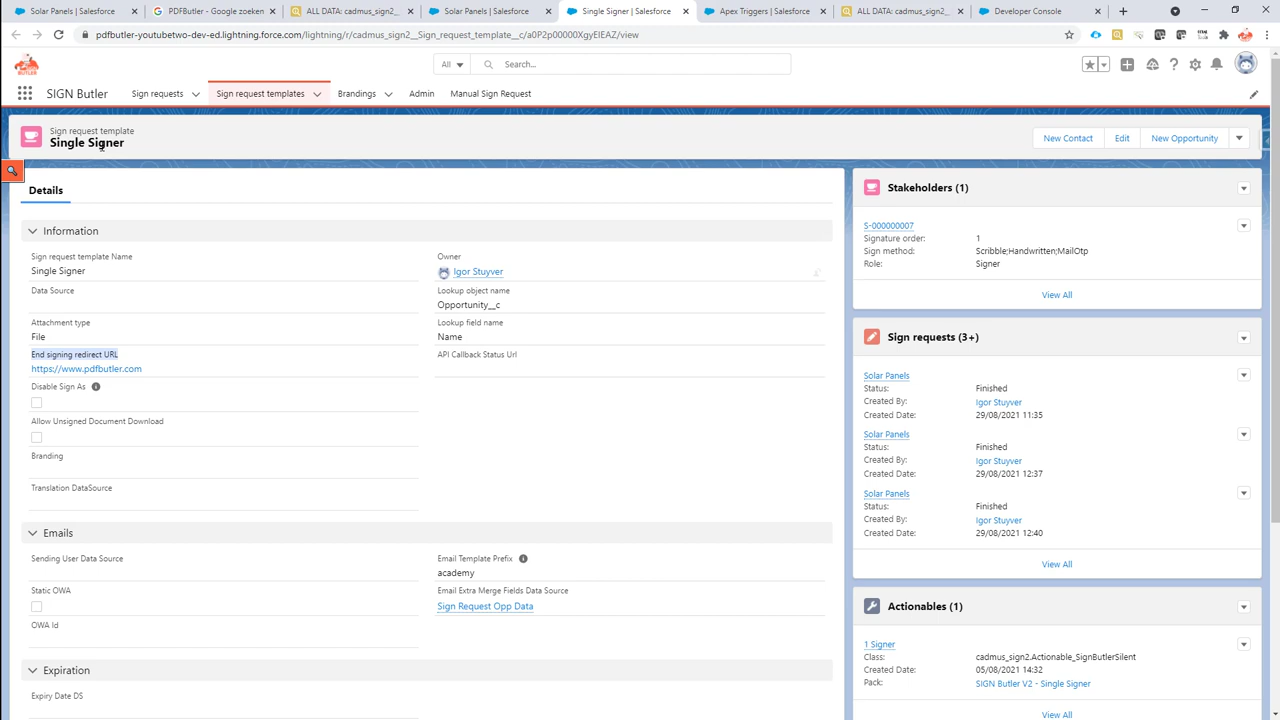 Solar Panels | Salesforce
PDFButler - Google zoeken
ALL DATA: cadmus_sign2__
Solar Panels | Salesforce
Single Signer | Salesforce
Apex Triggers | Salesforce
ALL DATA: cadmus_sign2__
Developer Console
pdfbutler-youtubetwo-dev-ed.lightning.force.com/lightning/r/cadmus_sign2__Sign_request_template__c/a0P2p00000XgyEIEAZ/view
All
Search...
SIGN Butler
Sign requests
Sign request templates
Brandings
Admin
Manual Sign Request
Sign request template
Single Signer
New Contact
Edit
New Opportunity
Details
Information
Sign request template Name
Single Signer
Data Source
Attachment type
File
End signing redirect URL
https://www.pdfbutler.com
Disable Sign As
Allow Unsigned Document Download
Branding
Translation DataSource
Owner
Igor Stuyver
Lookup object name
Opportunity__c
Lookup field name
Name
API Callback Status Url
Emails
Sending User Data Source
Static OWA
OWA Id
Email Template Prefix
academy
Email Extra Merge Fields Data Source
Sign Request Opp Data
Expiration
Expiry Date DS
Stakeholders (1)
S-000000007
Signature order: 1
Sign method: Scribble;Handwritten;MailOtp
Role: Signer
View All
Sign requests (3+)
Solar Panels
Status: Finished
Created By: Igor Stuyver
Created Date: 29/08/2021 11:35
Solar Panels
Status: Finished
Created By: Igor Stuyver
Created Date: 29/08/2021 12:37
Solar Panels
Status: Finished
Created By: Igor Stuyver
Created Date: 29/08/2021 12:40
View All
Actionables (1)
1 Signer
Class: cadmus_sign2.Actionable_SignButlerSilent
Created Date: 05/08/2021 14:32
Pack: SIGN Butler V2 - Single Signer
View All